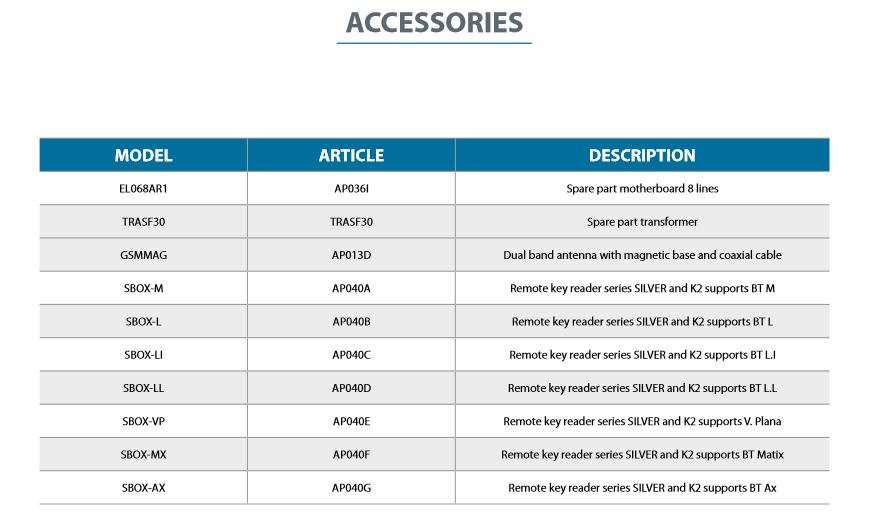 ACCESSORIES
MODEL ARTICLE DESCRIPTION
EL068AR1 AP036I Spare part motherboard 8 lines
TRASF30 TRASF30 Spare part transformer
GSMMAG AP013D Dual band antenna with magnetic base and coaxial cable
SBOX-M AP040A Remote key reader series SILVER and K2 supports BT M
SBOX-L AP040B Remote key reader series SILVER and K2 supports BT L
SBOX-LI AP040C Remote key reader series SILVER and K2 supports BT L.I
SBOX-LL AP040D Remote key reader series SILVER and K2 supports BT L.L
SBOX-VP AP040E Remote key reader series SILVER and K2 supports V. Plana
SBOX-MX AP040F Remote key reader series SILVER and K2 supports BT Matix
SBOX-AX AP040G Remote key reader series SILVER and K2 supports BT Ax